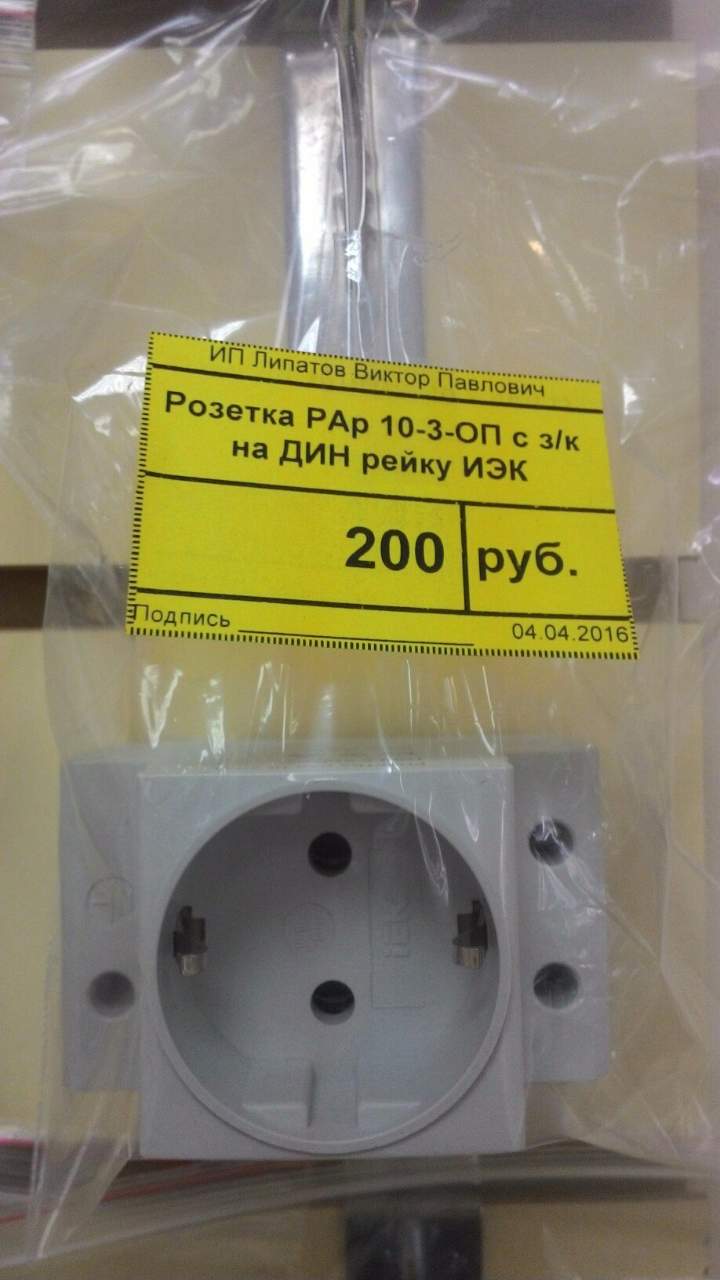 ИП Липатов Виктор Павлович
Розетка РАр 10-3-ОП с з/к
на ДИН рейку ИЭК
200 руб.
Подпись
04.04.2016
IEK